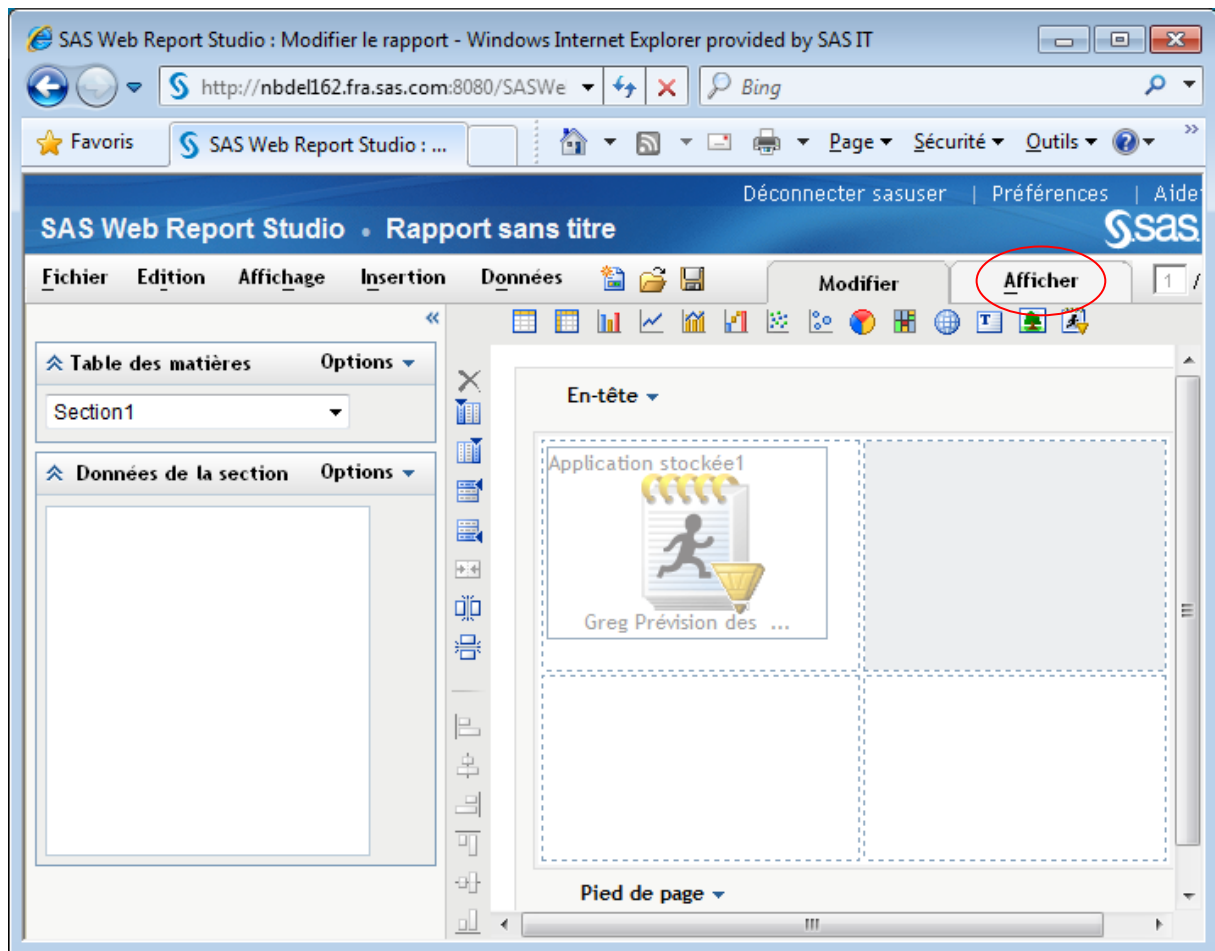 SAS Web Report Studio : Modifier le rapport - Windows Internet Explorer provided by SAS IT
http://nbdel162.fra.sas.com:8080/SASWe
Bing
Favoris
SAS Web Report Studio : ...
Page
Sécurité
Outils
Déconnecter sasuser | Préférences | Aide
SAS Web Report Studio • Rapport sans titre
sas
Fichier Edition Affichage Insertion Données Modifier Afficher 1 /
Table des matières Options
Section1
Données de la section Options
En-tête
Application stockée1
Greg Prévision des ...
Pied de page